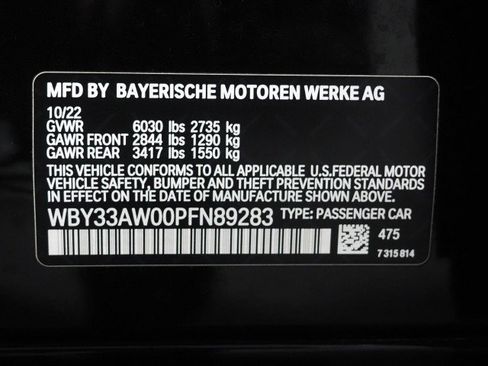 MFD BY BAYERISCHE MOTOREN WERKE AG
10/22
GVWR 6030 lbs 2735 kg
GAWR FRONT 2844 lbs 1290 kg
GAWR REAR 3417 lbs 1550 kg
THIS VEHICLE CONFORMS TO ALL APPLICABLE U.S.FEDERAL MOTOR
VEHICLE SAFETY, BUMPER AND THEFT PREVENTION STANDARDS
IN EFFECT ON THE DATE OF MANUFACTURE SHOWN ABOVE.
WBY33AW00PFN89283 TYPE: PASSENGER CAR
475
7 315 814